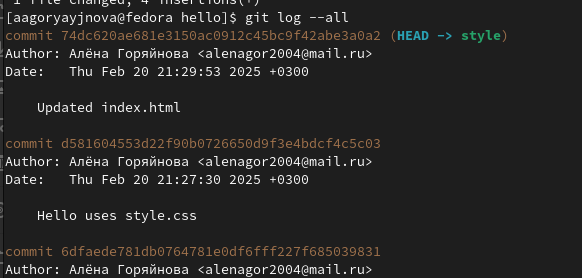 1 file changed, 4 insertions(+)
[aagoryayjnova@fedora hello]$ git log --all
commit 74dc620ae681e3150ac0912c45bc9f42abe3a0a2 (HEAD -> style)
Author: Алёна Горяйнова <alenagor2004@mail.ru>
Date:   Thu Feb 20 21:29:53 2025 +0300
Updated index.html
commit d581604553d22f90b0726650d9f3e4bdcf4c5c03
Author: Алёна Горяйнова <alenagor2004@mail.ru>
Date:   Thu Feb 20 21:27:30 2025 +0300
Hello uses style.css
commit 6dfaede781db0764781e0df6fff227f685039831
Author: Алёна Горяйнова <alenagor2004@mail.ru>